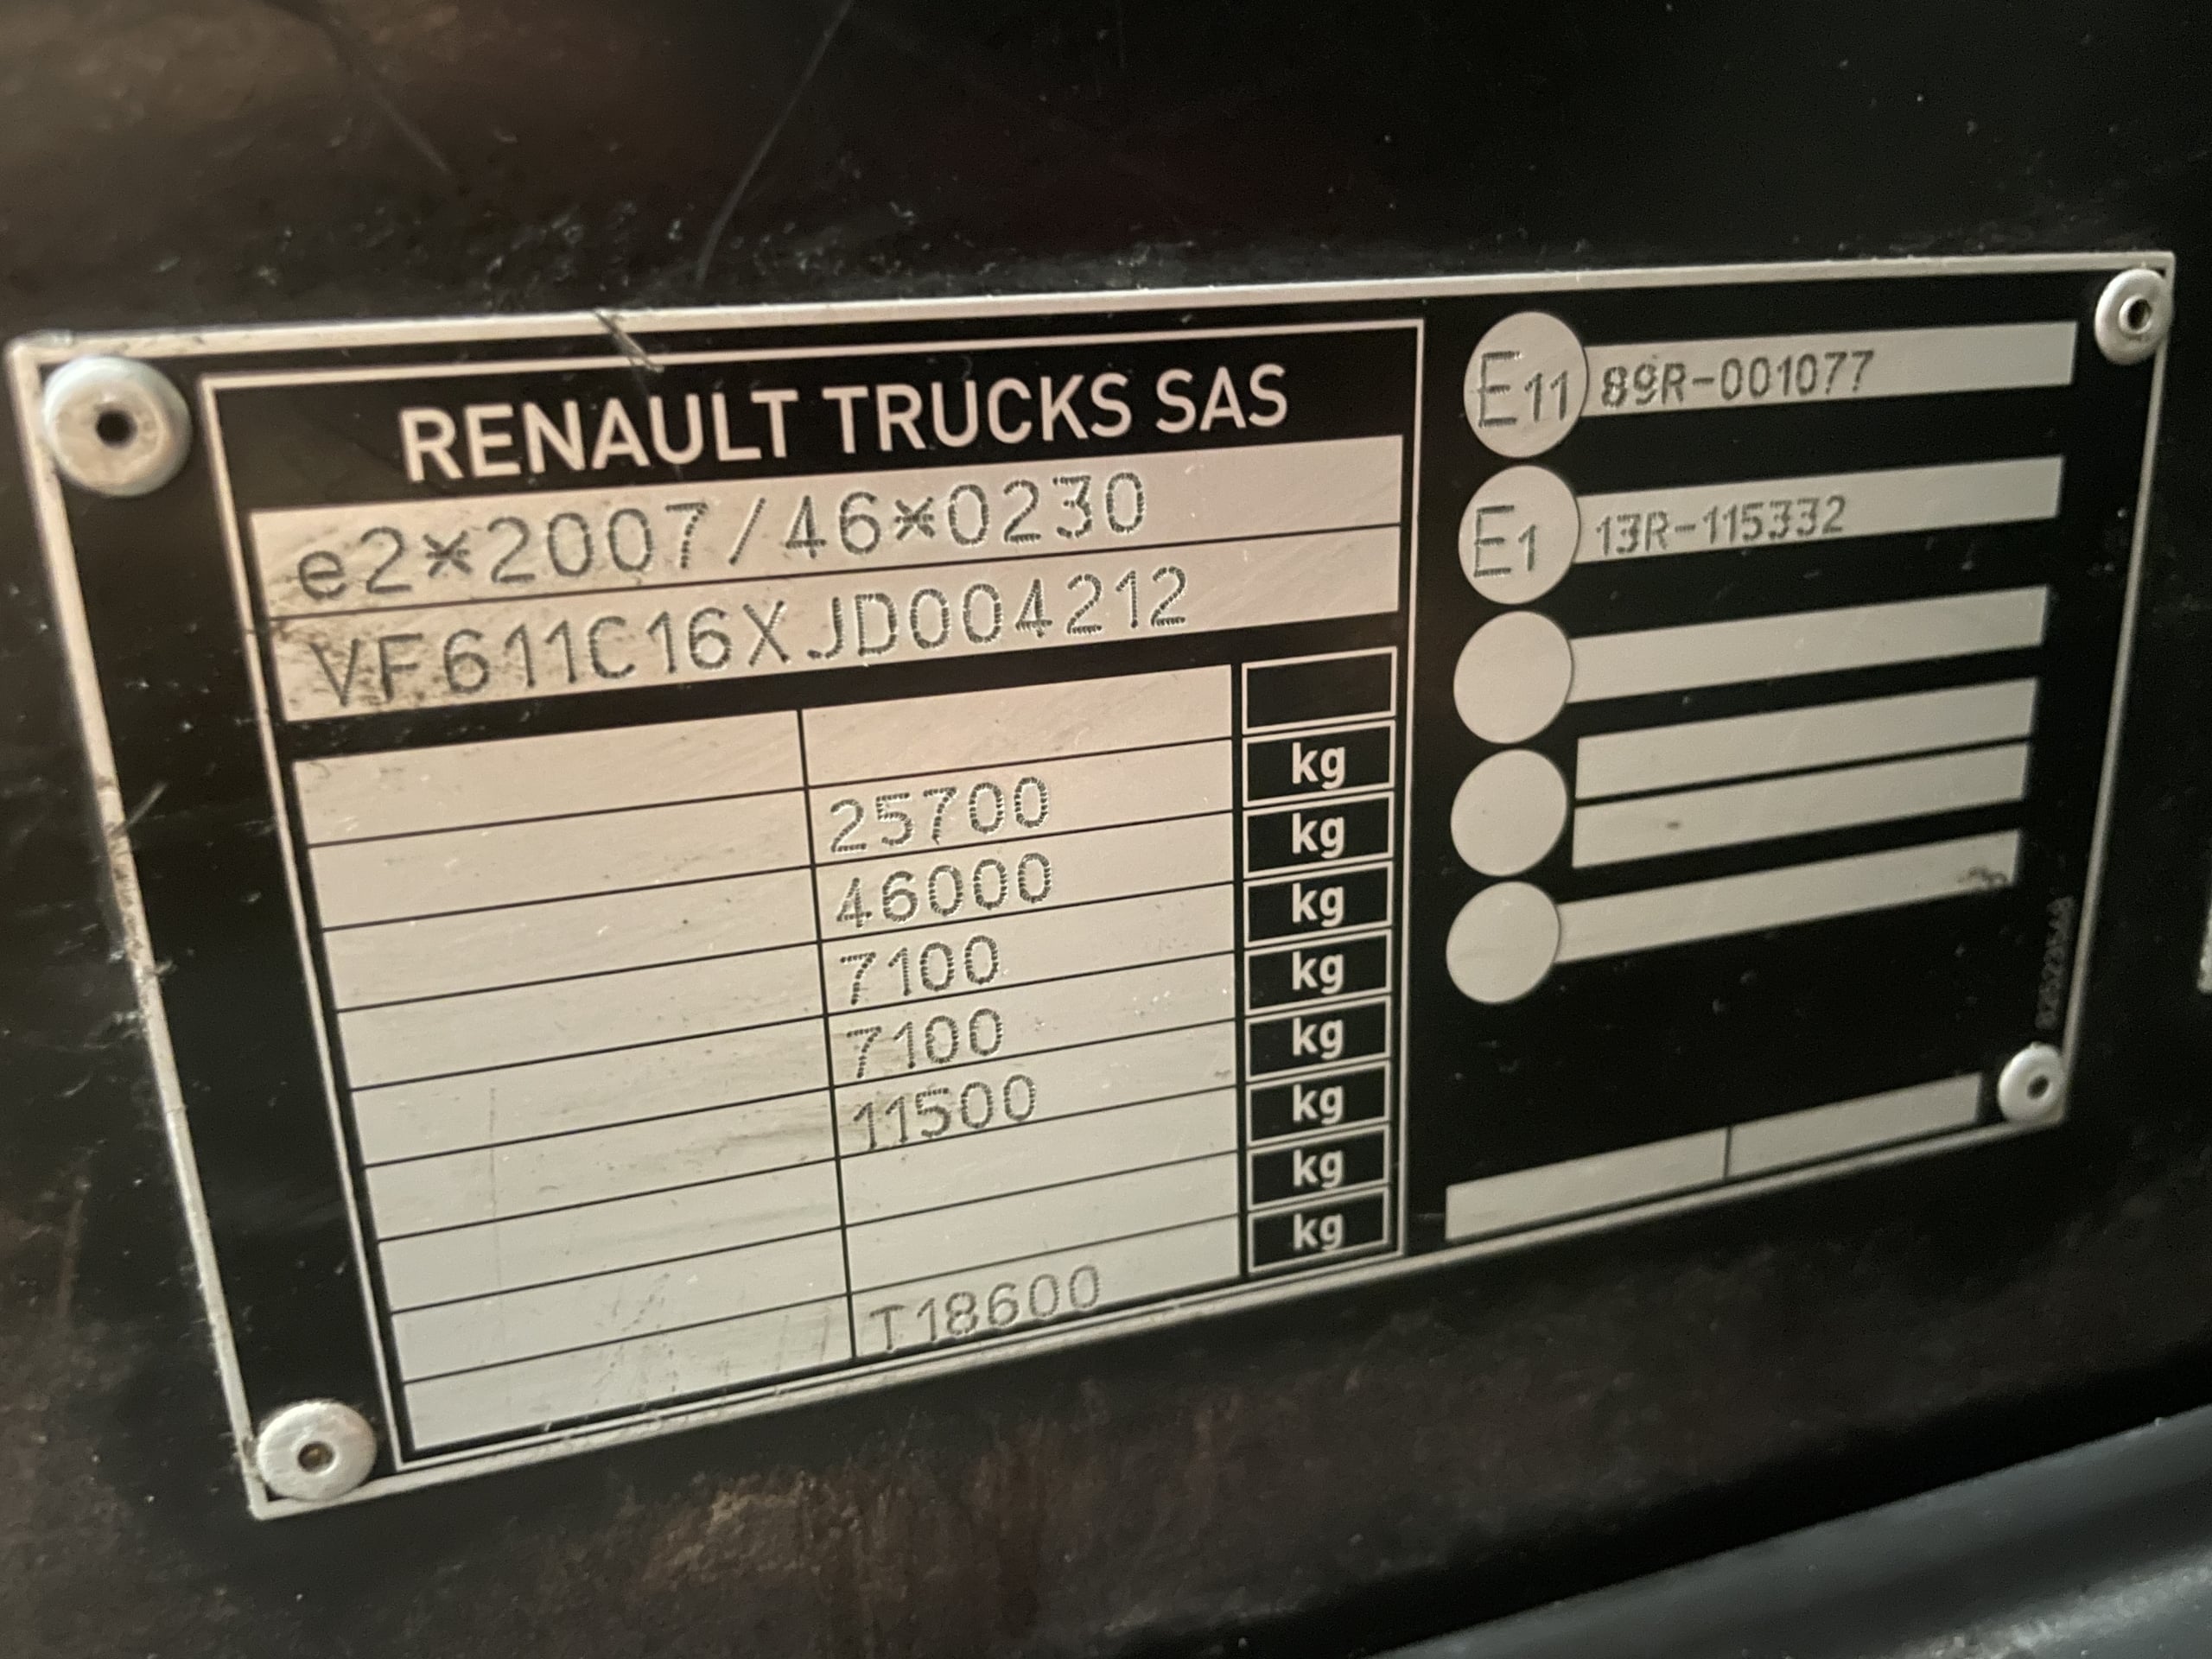 RENAULT TRUCKS SAS
e2*2007/46*0230
VF611C16XJD004212
kg
25700 kg
46000 kg
7100 kg
7100 kg
11500 kg
kg
kg
T18600
E11 89R-001077
E1 13R-115332